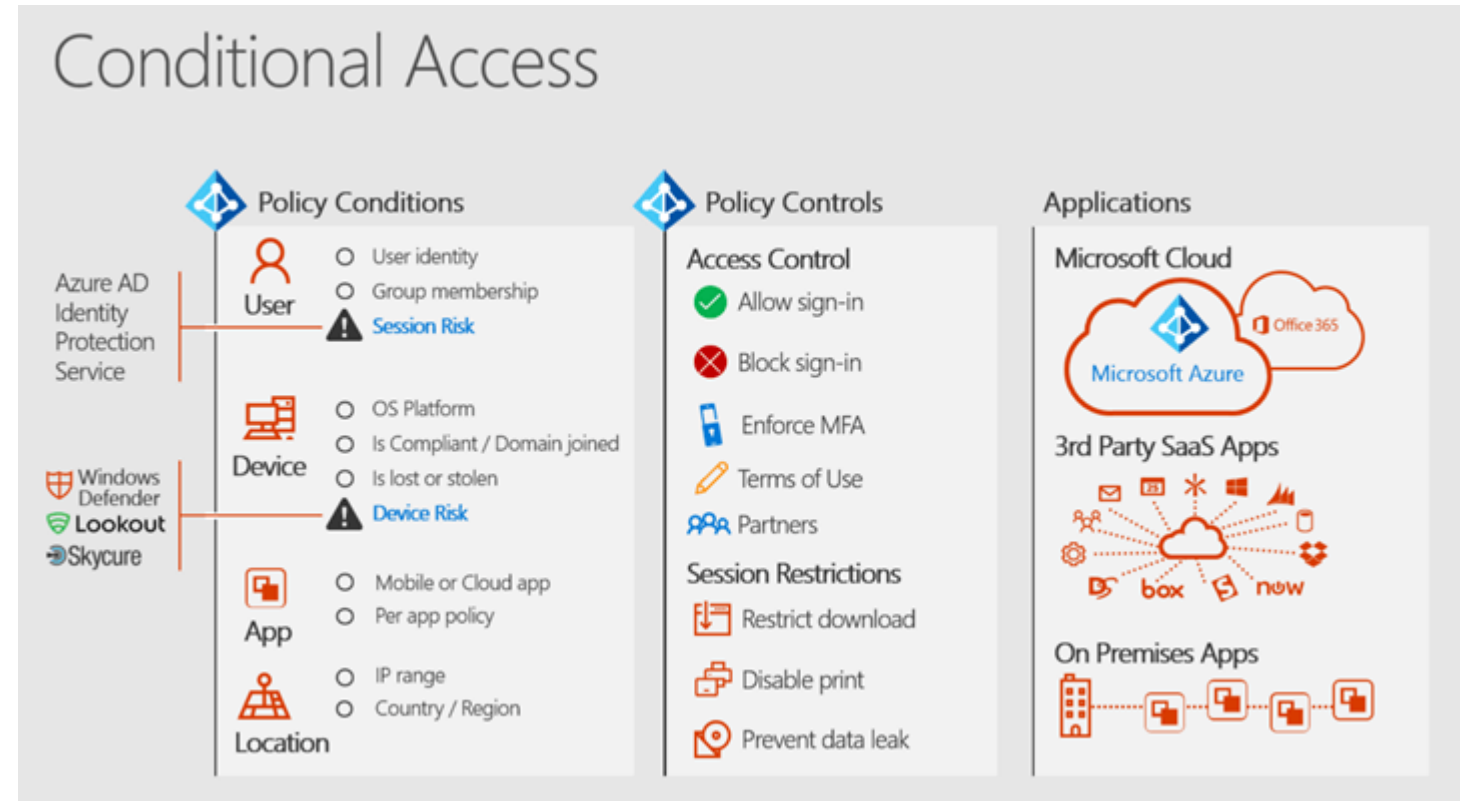 Conditional Access
Azure AD
Identity
Protection
Service
Windows
Defender
Lookout
Skycure
Policy Conditions
User
User identity
Group membership
Session Risk
Device
OS Platform
Is Compliant / Domain joined
Is lost or stolen
Device Risk
App
Mobile or Cloud app
Per app policy
Location
IP range
Country / Region
Policy Controls
Access Control
Allow sign-in
Block sign-in
Enforce MFA
Terms of Use
Partners
Session Restrictions
Restrict download
Disable print
Prevent data leak
Applications
Microsoft Cloud
Office 365
Microsoft Azure
3rd Party SaaS Apps
box
now
On Premises Apps